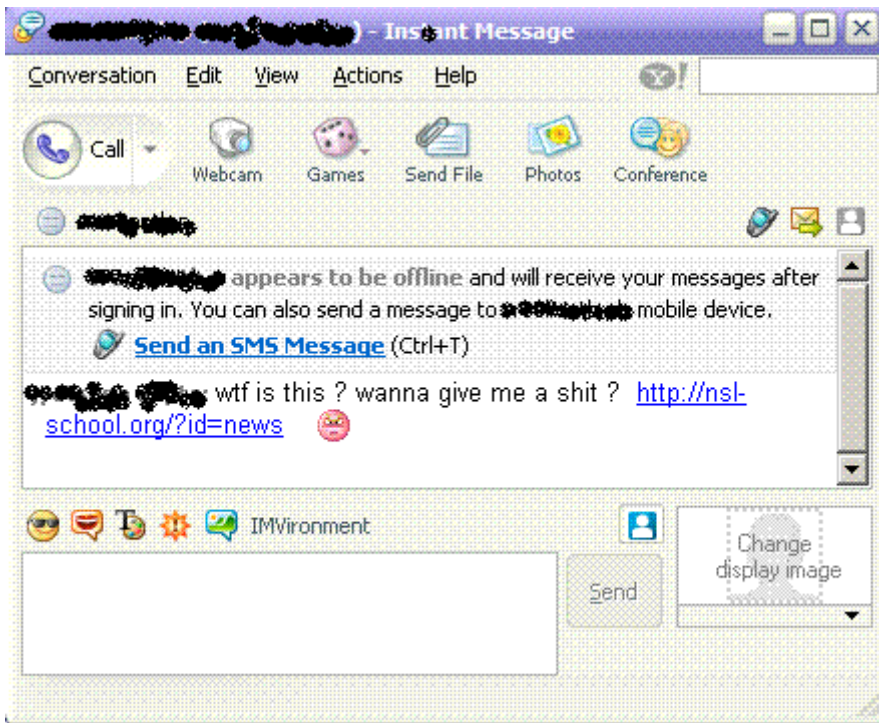 ) - Instant Message
Conversation Edit View Actions Help
Y!
Call Webcam Games Send File Photos Conference
appears to be offline and will receive your messages after
signing in. You can also send a message to mobile device.
Send an SMS Message (Ctrl+T)
wtf is this ? wanna give me a shit ? http://nsl-
school.org/?id=news
IMVironment
Change
display image
Send